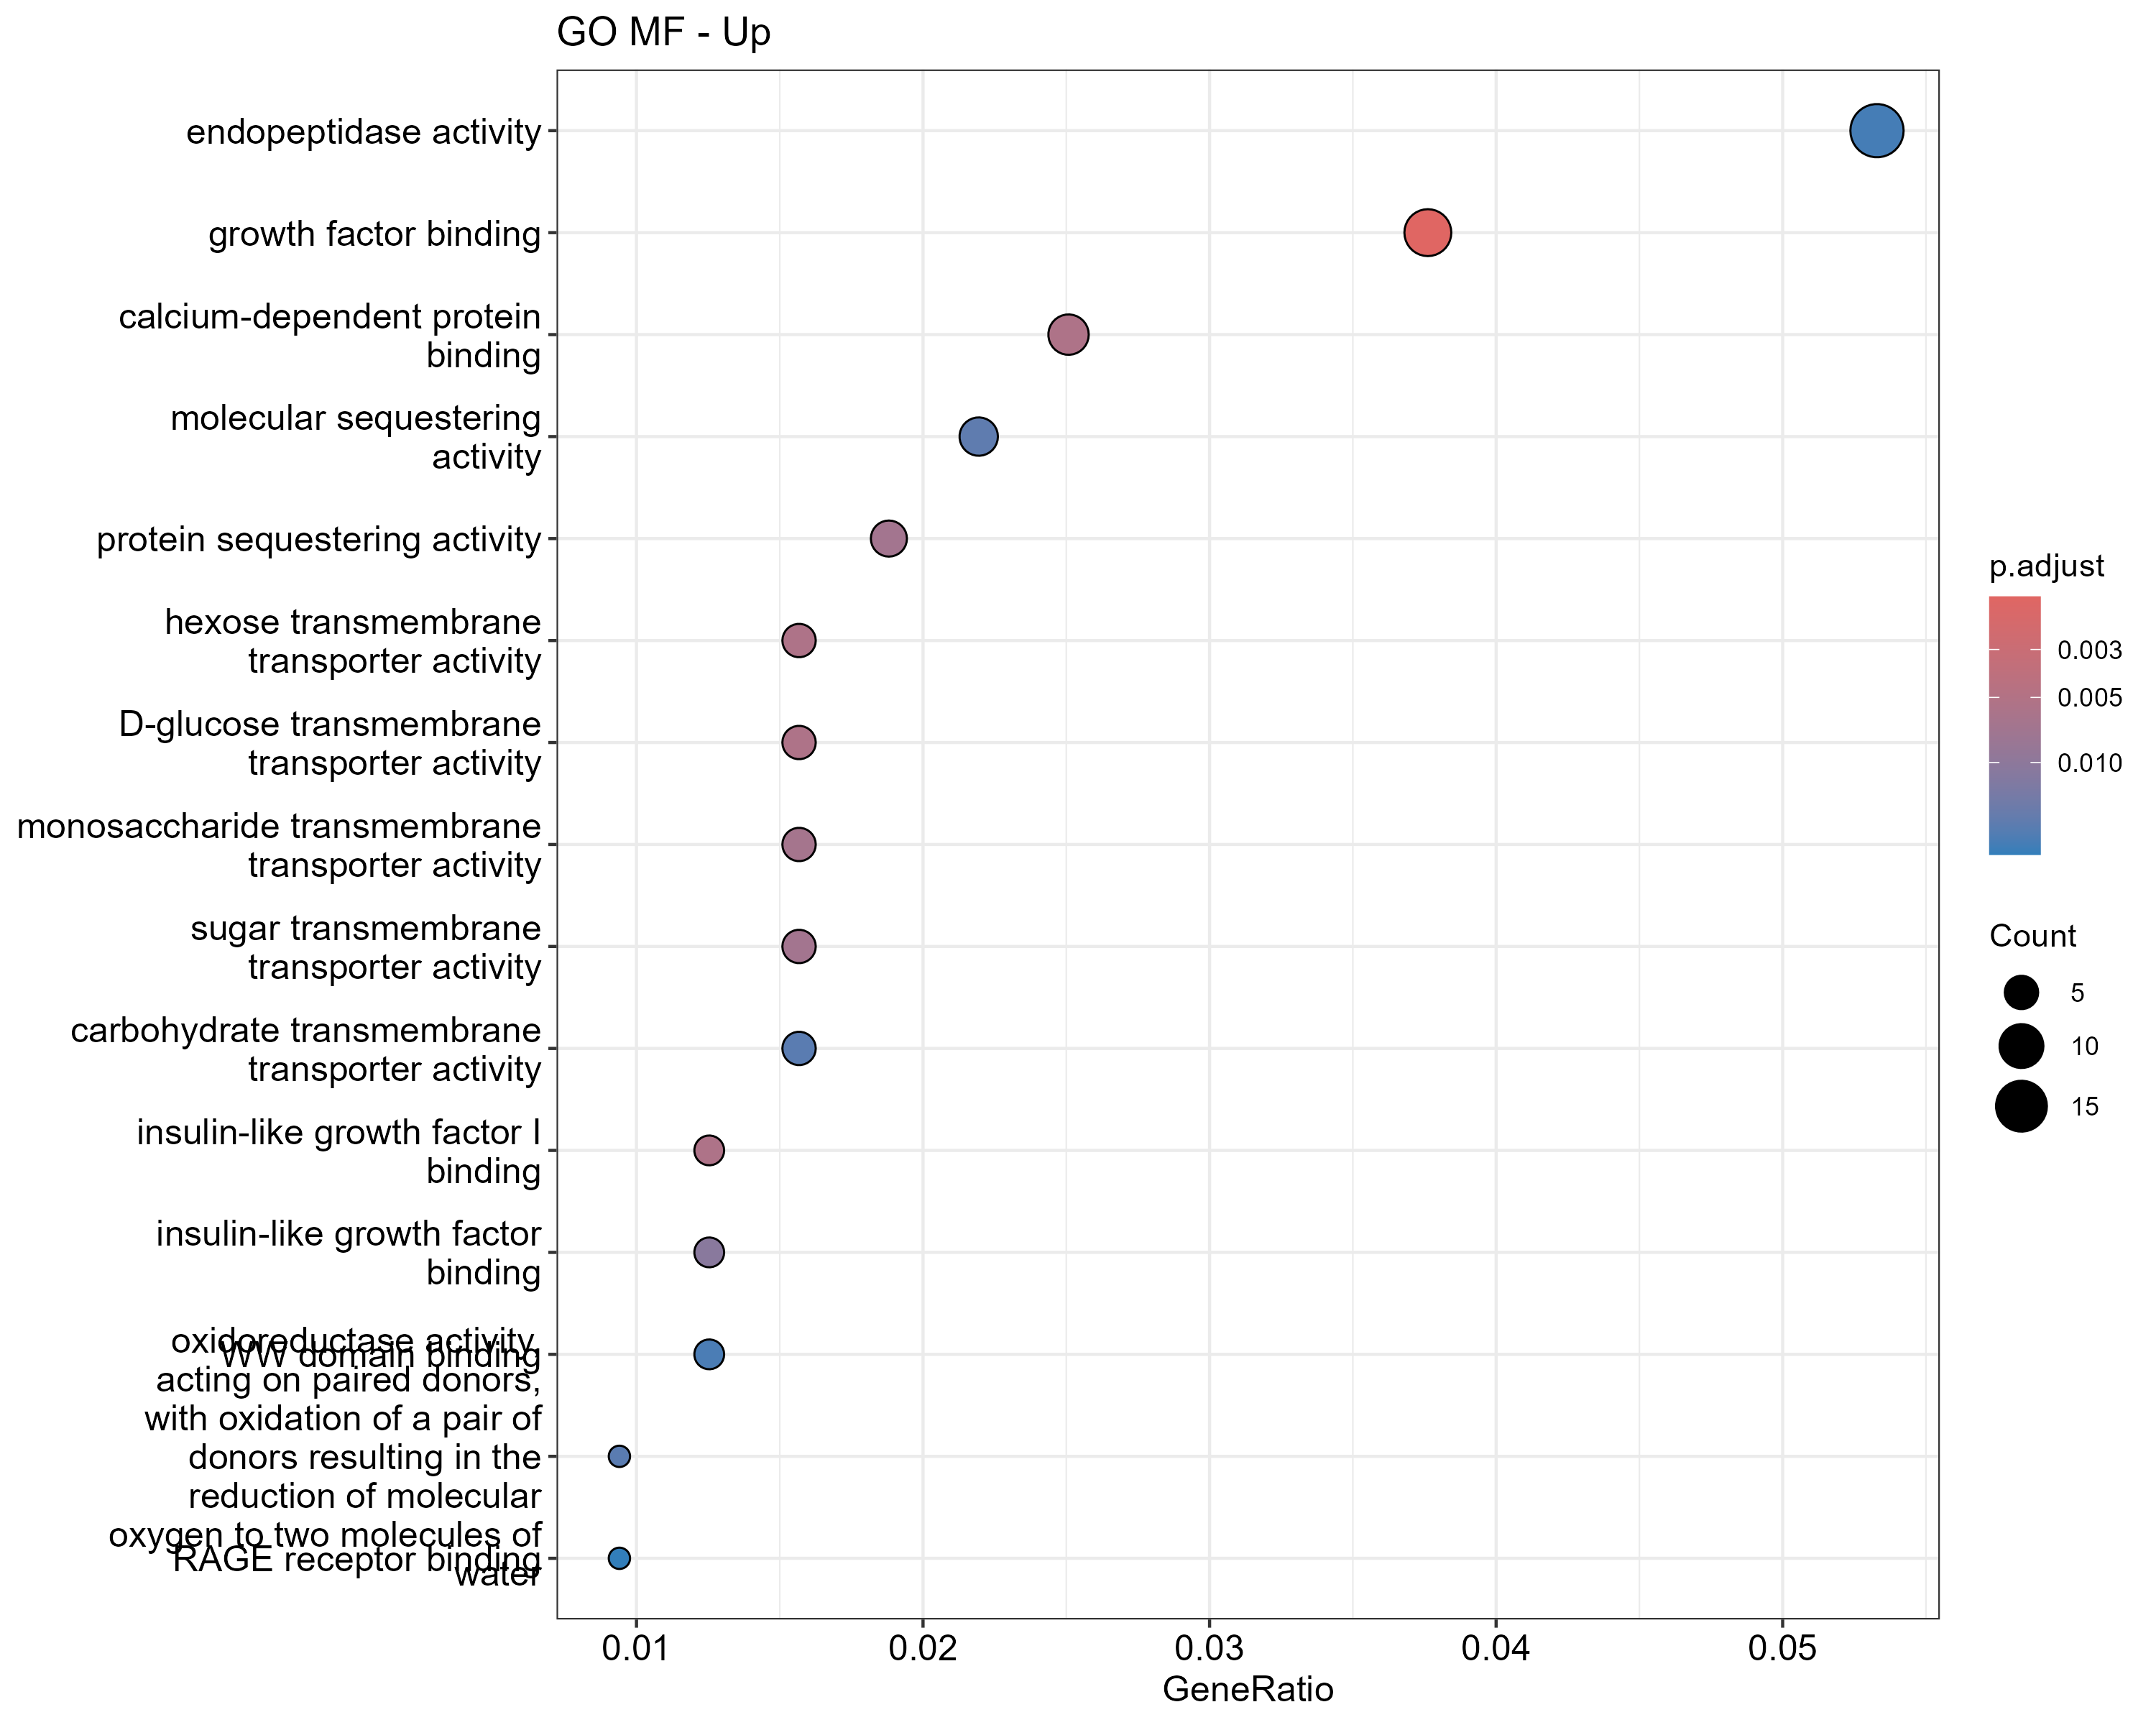 GO MF - Up
endopeptidase activity
growth factor binding
calcium-dependent protein
binding
molecular sequestering
activity
protein sequestering activity
hexose transmembrane
transporter activity
D-glucose transmembrane
transporter activity
monosaccharide transmembrane
transporter activity
sugar transmembrane
transporter activity
carbohydrate transmembrane
transporter activity
insulin-like growth factor I
binding
insulin-like growth factor
binding
WW domain binding
oxidoreductase activity,
acting on paired donors,
with oxidation of a pair of
donors resulting in the
reduction of molecular
oxygen to two molecules of
water
RAGE receptor binding
0.01 0.02 0.03 0.04 0.05
GeneRatio
p.adjust
0.003
0.005
0.010
Count
5
10
15